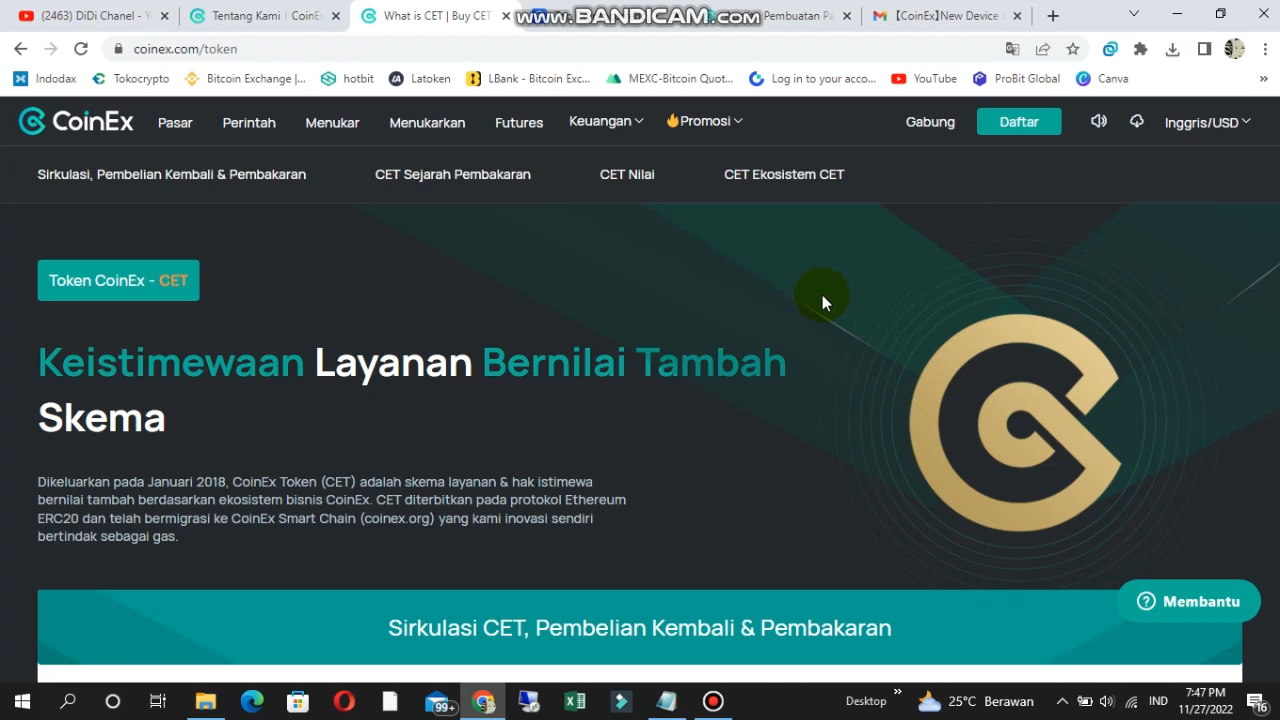 (2463) DiDi Chanel - Y
Tentang Kami | CoinEx
What is CET | Buy CET
www.BANDICAM.com
Pembuatan Pa
【CoinEx】New Device
coinex.com/token
Indodax
Tokocrypto
Bitcoin Exchange |...
hotbit
Latoken
LBank - Bitcoin Exc...
MEXC-Bitcoin Quot...
Log in to your acco...
YouTube
ProBit Global
Canva
»
CoinEx
Pasar
Perintah
Menukar
Menukarkan
Futures
Keuangan
Promosi
Gabung
Daftar
Inggris/USD
Sirkulasi, Pembelian Kembali & Pembakaran
CET Sejarah Pembakaran
CET Nilai
CET Ekosistem CET
Token CoinEx - CET
Keistimewaan Layanan Bernilai Tambah
Skema
Dikeluarkan pada Januari 2018, CoinEx Token (CET) adalah skema layanan & hak istimewa
bernilai tambah berdasarkan ekosistem bisnis CoinEx. CET diterbitkan pada protokol Ethereum
ERC20 dan telah bermigrasi ke CoinEx Smart Chain (coinex.org) yang kami inovasi sendiri
bertindak sebagai gas.
Membantu
Sirkulasi CET, Pembelian Kembali & Pembakaran
99+
Desktop
»
25°C Berawan
IND
7:47 PM
11/27/2022
16